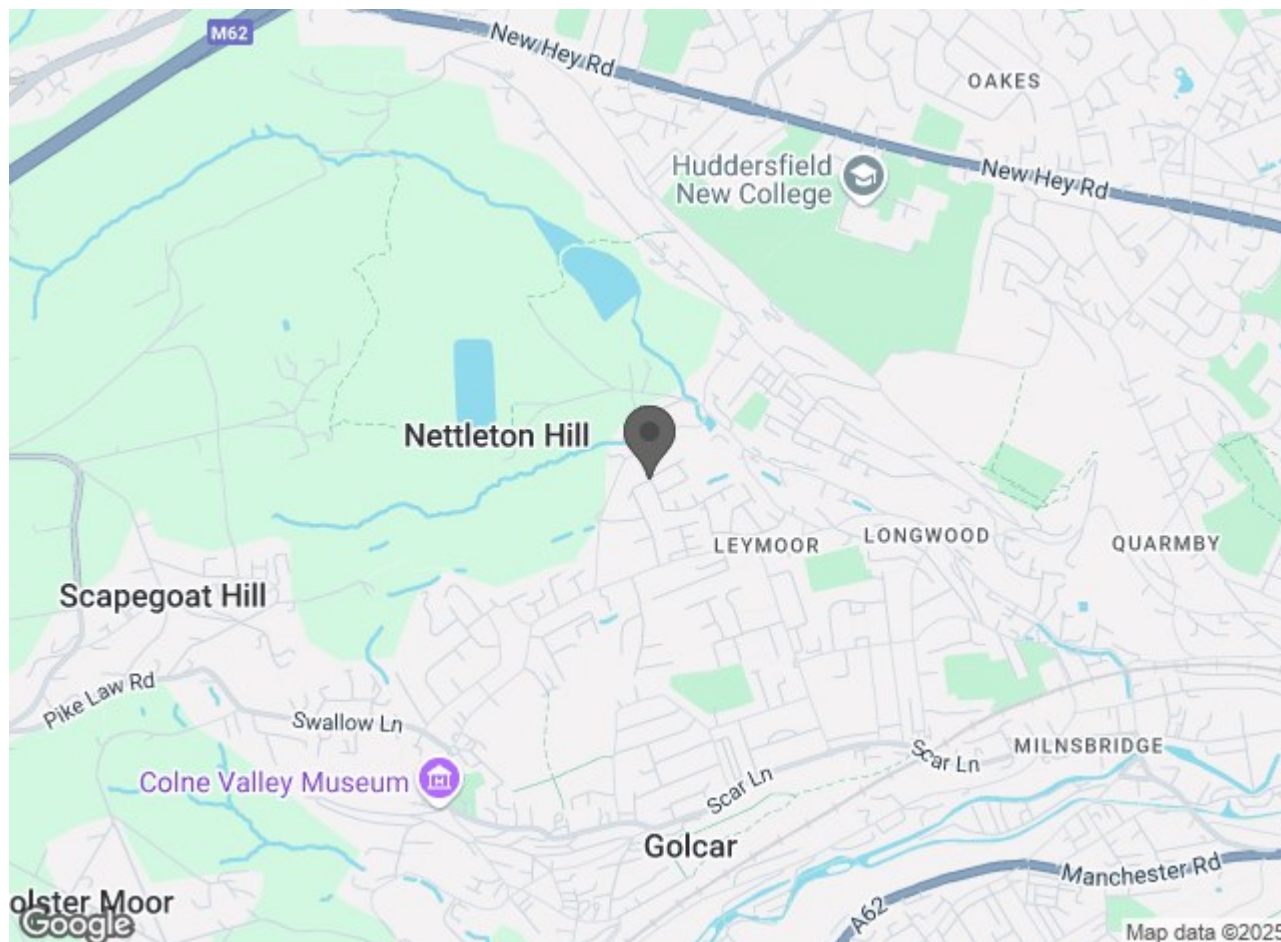 M62
New Hey Rd
OAKES
Huddersfield
New College
New Hey Rd
Nettleton Hill
LEYMOOR
LONGWOOD
QUARMBY
Scapegoat Hill
Pike Law Rd
Swallow Ln
Scar Ln
MILNSBRIDGE
Colne Valley Museum
Scar Ln
Golcar
Manchester Rd
A62
olster Moor
Google
Map data ©2025